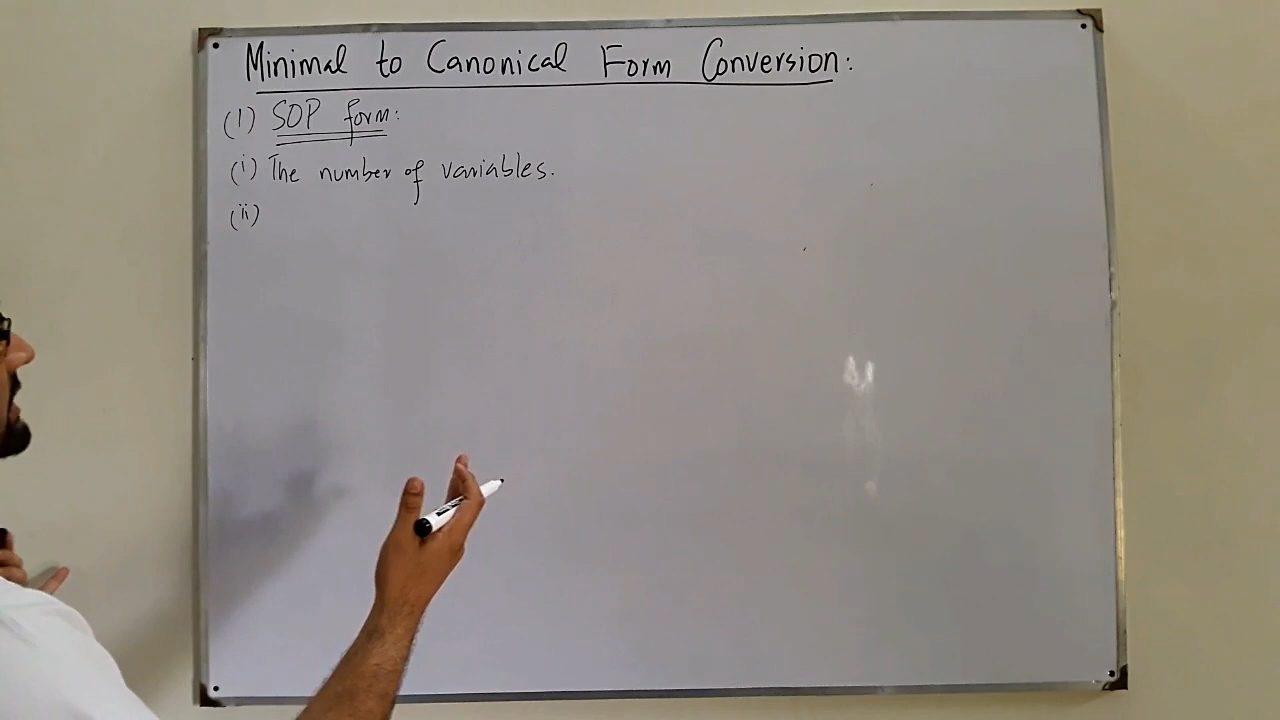 Minimal to Canonical Form Conversion:
(1) SOP form:
(i) The number of variables.
(ii)